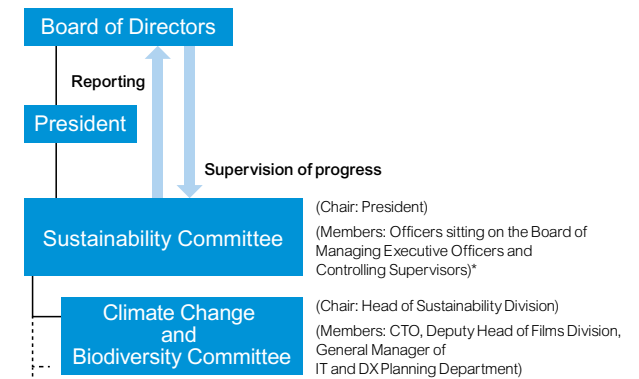 Board of Directors
Reporting
President
Supervision of progress
Sustainability Committee
(Chair: President)
(Members: Officers sitting on the Board of
Managing Executive Officers and
Controlling Supervisors)*
Climate Change
and
Biodiversity Committee
(Chair: Head of Sustainability Division)
(Members: CTO, Deputy Head of Films Division,
General Manager of
IT and DX Planning Department)